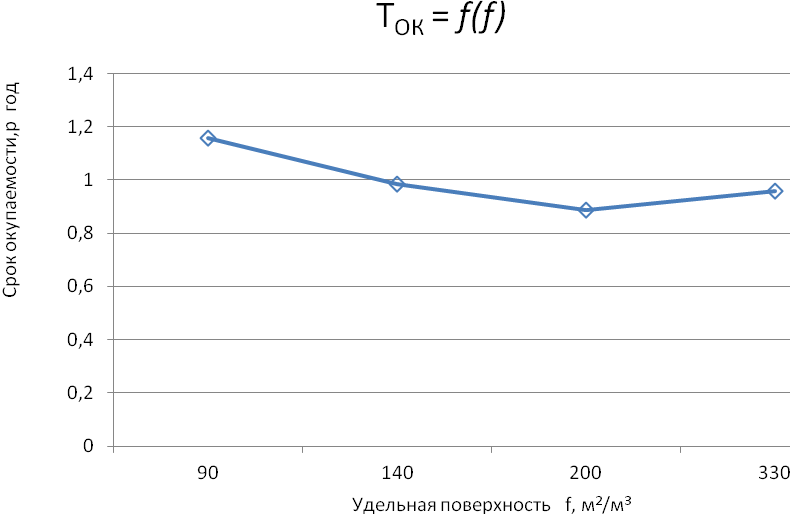 TОК = f(f)
Срок окупаемости,р год
1,4
1,2
1
0,8
0,6
0,4
0,2
0
90 140 200 330
Удельная поверхность f, м²/м³